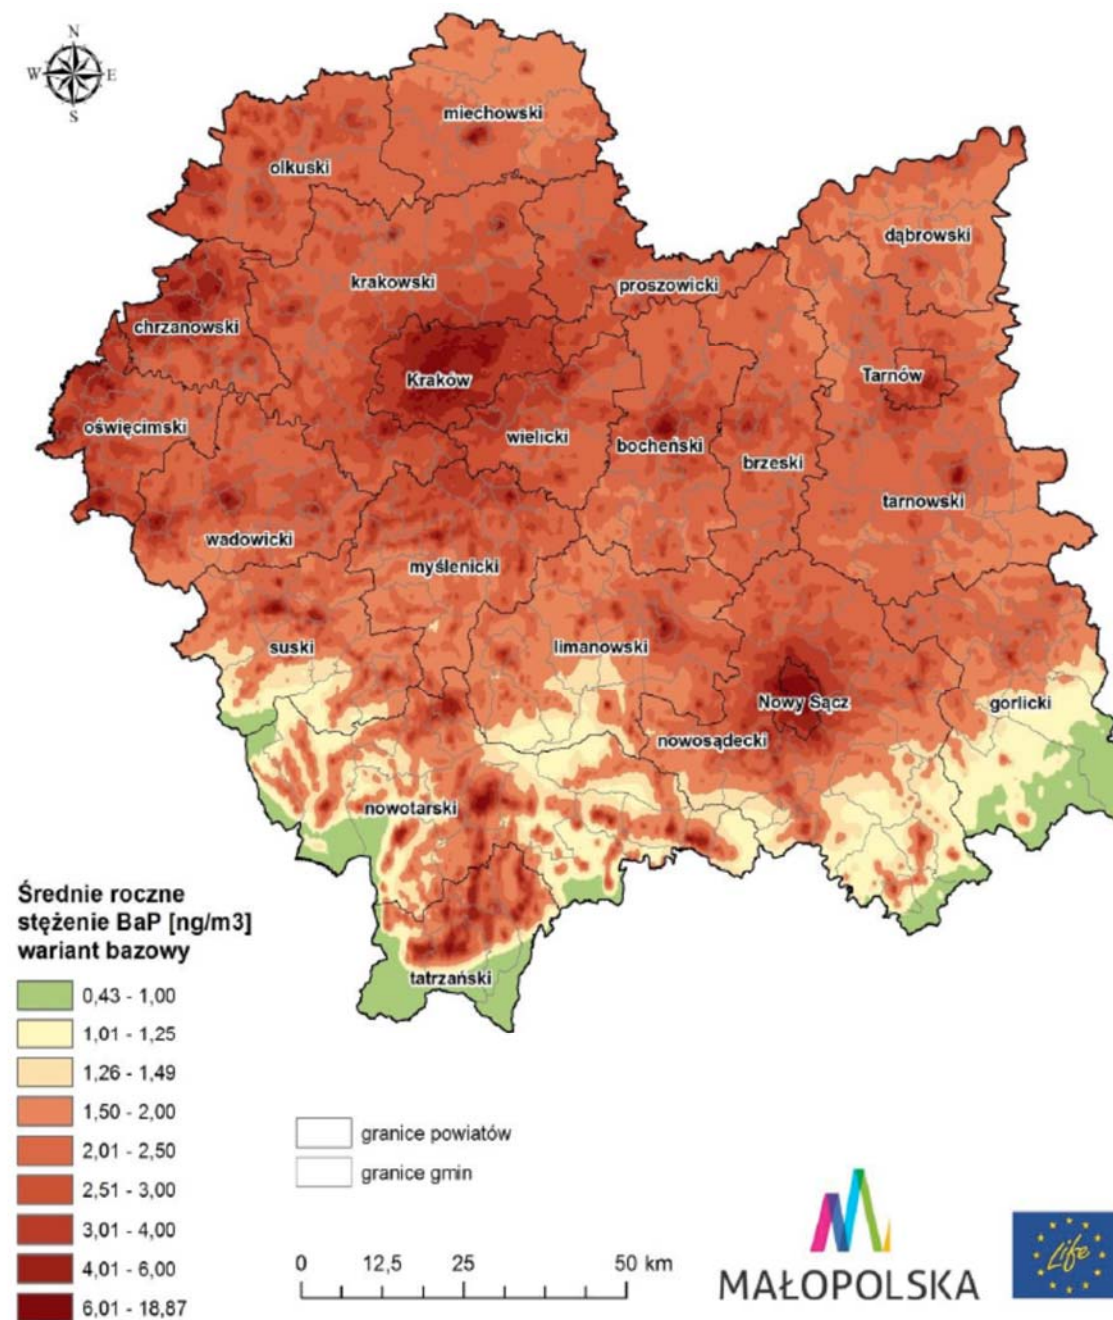 N
W E
S
miechowski
olkuski
dąbrowski
krakowski
proszowicki
chrzanowski
Kraków
Tarnów
oświęcimski
wielicki
bocheński
brzeski
tarnowski
wadowicki
myślenicki
suski
limanowski
Nowy Sącz
gorlicki
nowosądecki
nowotarski
tatrzański
Średnie roczne
stężenie BaP [ng/m3]
wariant bazowy
0,43 - 1,00
1,01 - 1,25
1,26 - 1,49
1,50 - 2,00
2,01 - 2,50
2,51 - 3,00
3,01 - 4,00
4,01 - 6,00
6,01 - 18,87
granice powiatów
granice gmin
0 12,5 25 50 km
MAŁOPOLSKA
Life